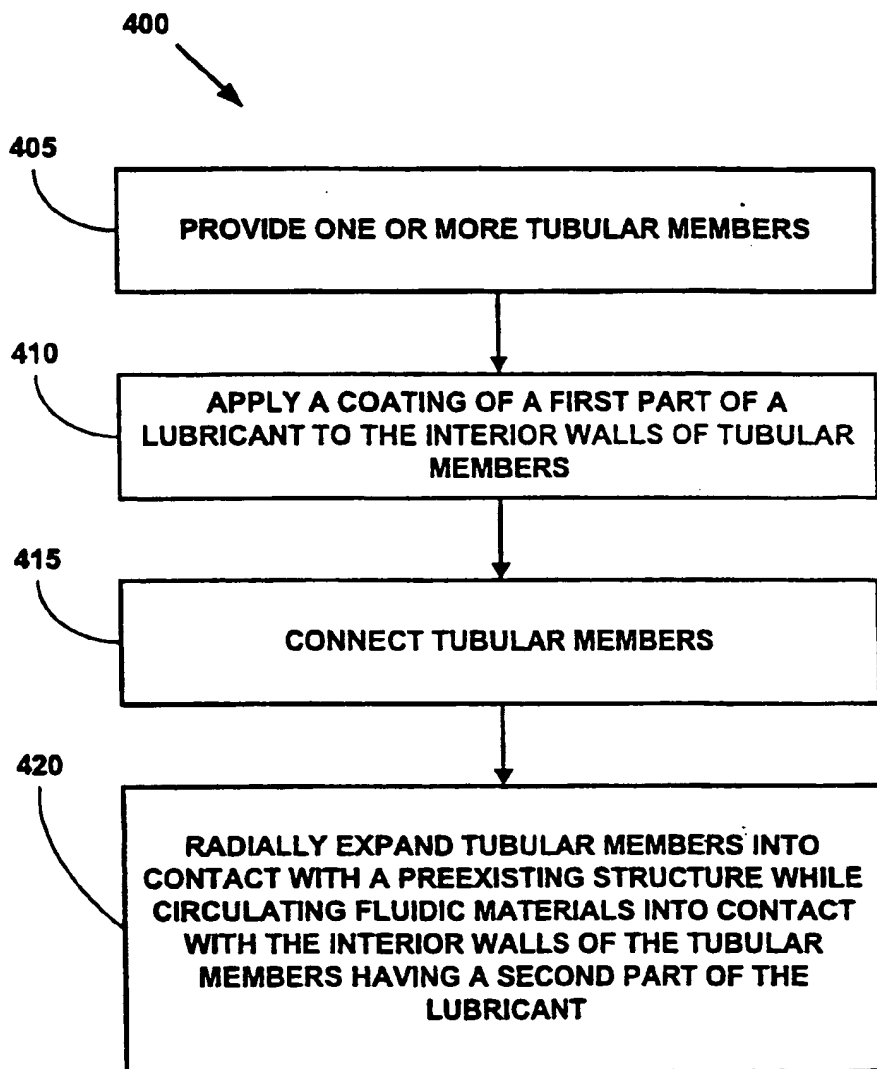 400
405
PROVIDE ONE OR MORE TUBULAR MEMBERS
410
APPLY A COATING OF A FIRST PART OF A
LUBRICANT TO THE INTERIOR WALLS OF TUBULAR
MEMBERS
415
CONNECT TUBULAR MEMBERS
420
RADIALLY EXPAND TUBULAR MEMBERS INTO
CONTACT WITH A PREEXISTING STRUCTURE WHILE
CIRCULATING FLUIDIC MATERIALS INTO CONTACT
WITH THE INTERIOR WALLS OF THE TUBULAR
MEMBERS HAVING A SECOND PART OF THE
LUBRICANT